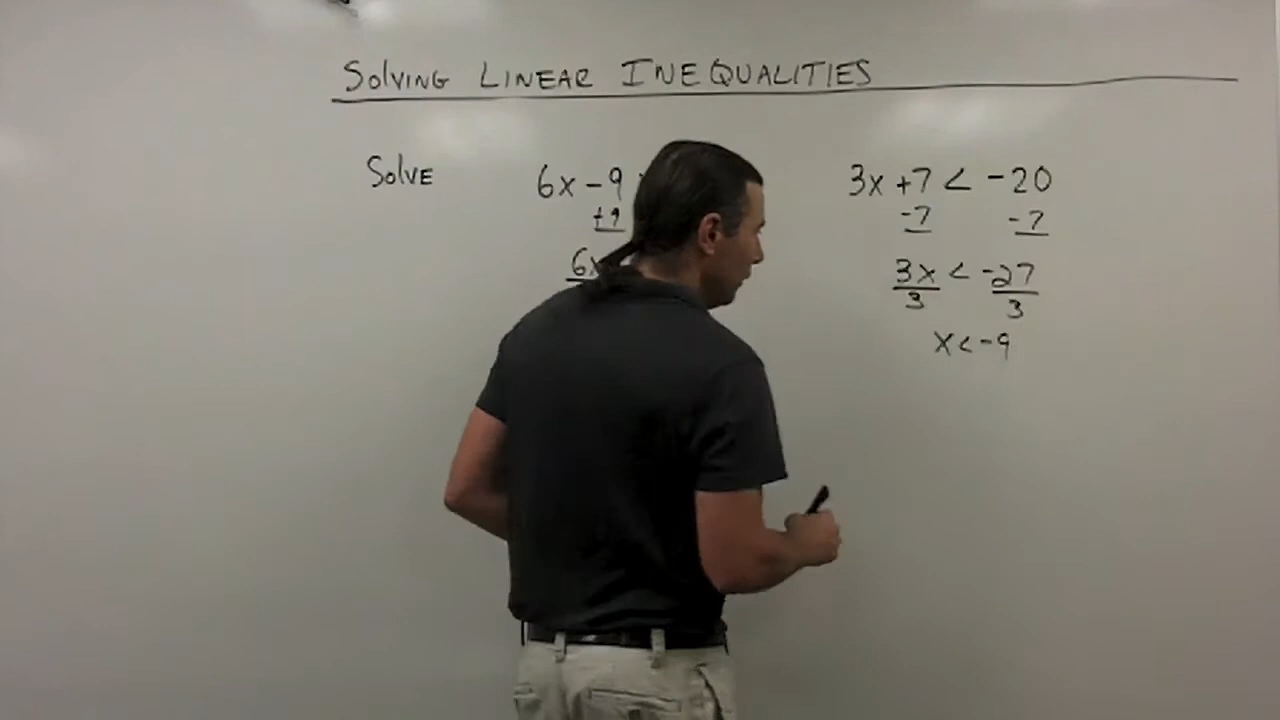 Solving LINEAR INEQUALITIES
Solve
6x - 9
+9
6x
3x + 7 < -20
-7 -7
3x < -27
3 3
x < -9